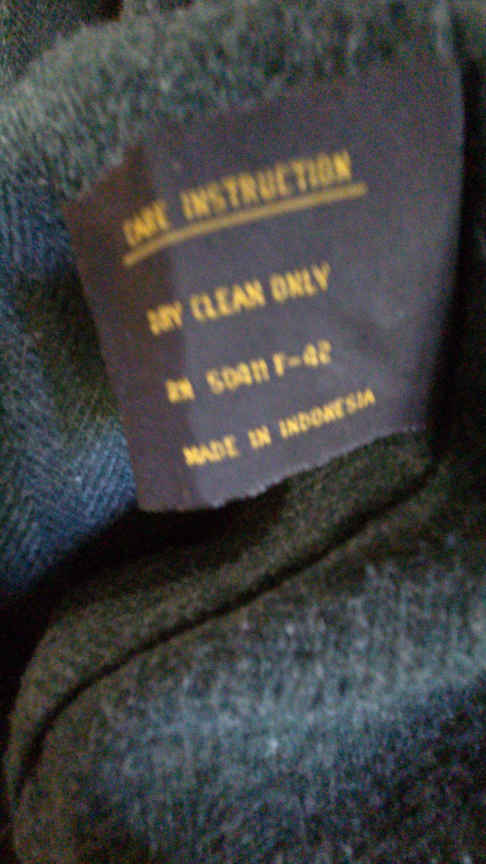 CARE INSTRUCTION
DRY CLEAN ONLY
RN 50411 F-42
MADE IN INDONESIA